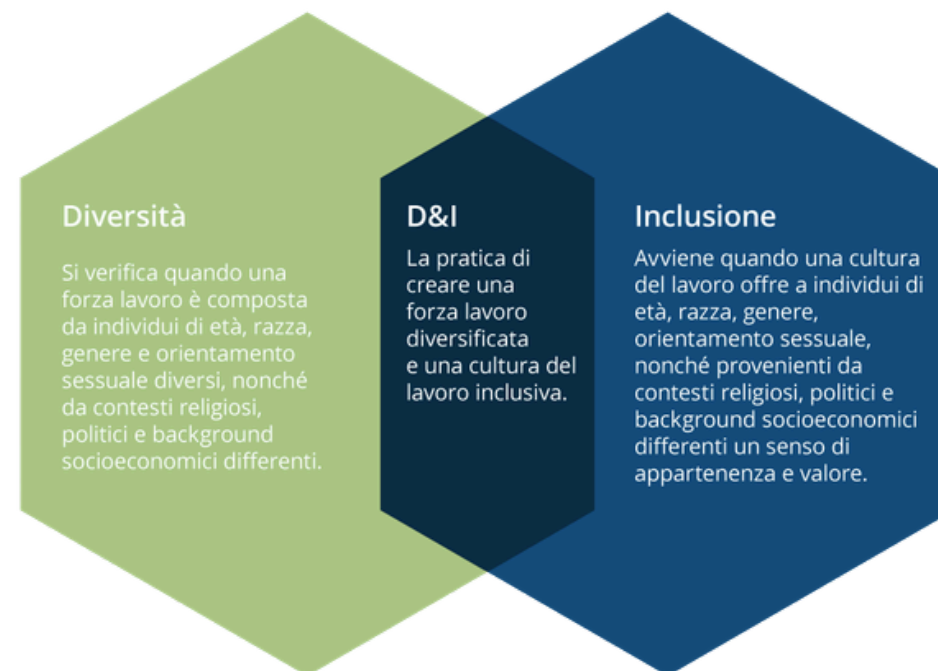 Diversità
Si verifica quando una
forza lavoro è composta
da individui di età, razza,
genere e orientamento
sessuale diversi, nonché
da contesti religiosi,
politici e background
socioeconomici differenti.
D&I
La pratica di
creare una
forza lavoro
diversificata
e una cultura del
lavoro inclusiva.
Inclusione
Avviene quando una cultura
del lavoro offre a individui di
età, razza, genere,
orientamento sessuale,
nonché provenienti da
contesti religiosi, politici e
background socioeconomici
differenti un senso di
appartenenza e valore.